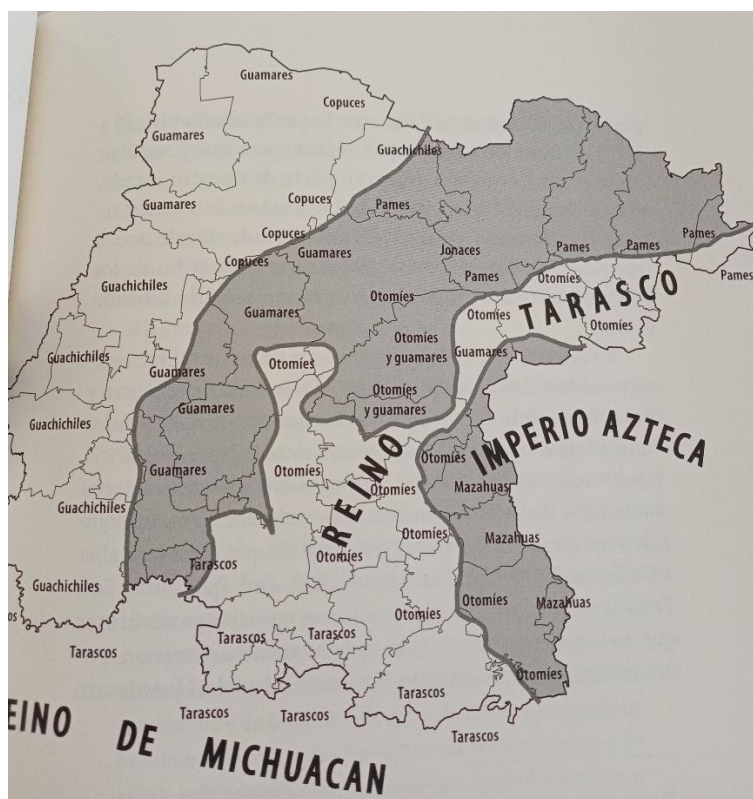 Guamares
Copuces
Guamares
Guachichiles
Copuces
Pames
Guamares
Copuces
Guamares
Jonaces
Pames
Pames
Pames
Copuces
Pames
Otomíes
Pames
Guachichiles
Otomíes
TARASCO
Guamares
Otomíes
Otomíes
Otomíes
y guamares
Guamares
Otomíes
Guamares
Guachichiles
Otomíes
y guamares
Guamares
Guachichiles
REINO
IMPERIO AZTECA
Otomíes
Guamares
Otomíes
Otomíes
Mazahuas
Guachichiles
Otomíes
Mazahuas
Tarascos
Otomíes
Guachichiles
Otomíes
Otomíes
Mazahuas
Tarascos
Tarascos
Tarascos
Otomíes
Tarascos
Tarascos
Tarascos
Tarascos
EINO DE MICHUACAN
os
os